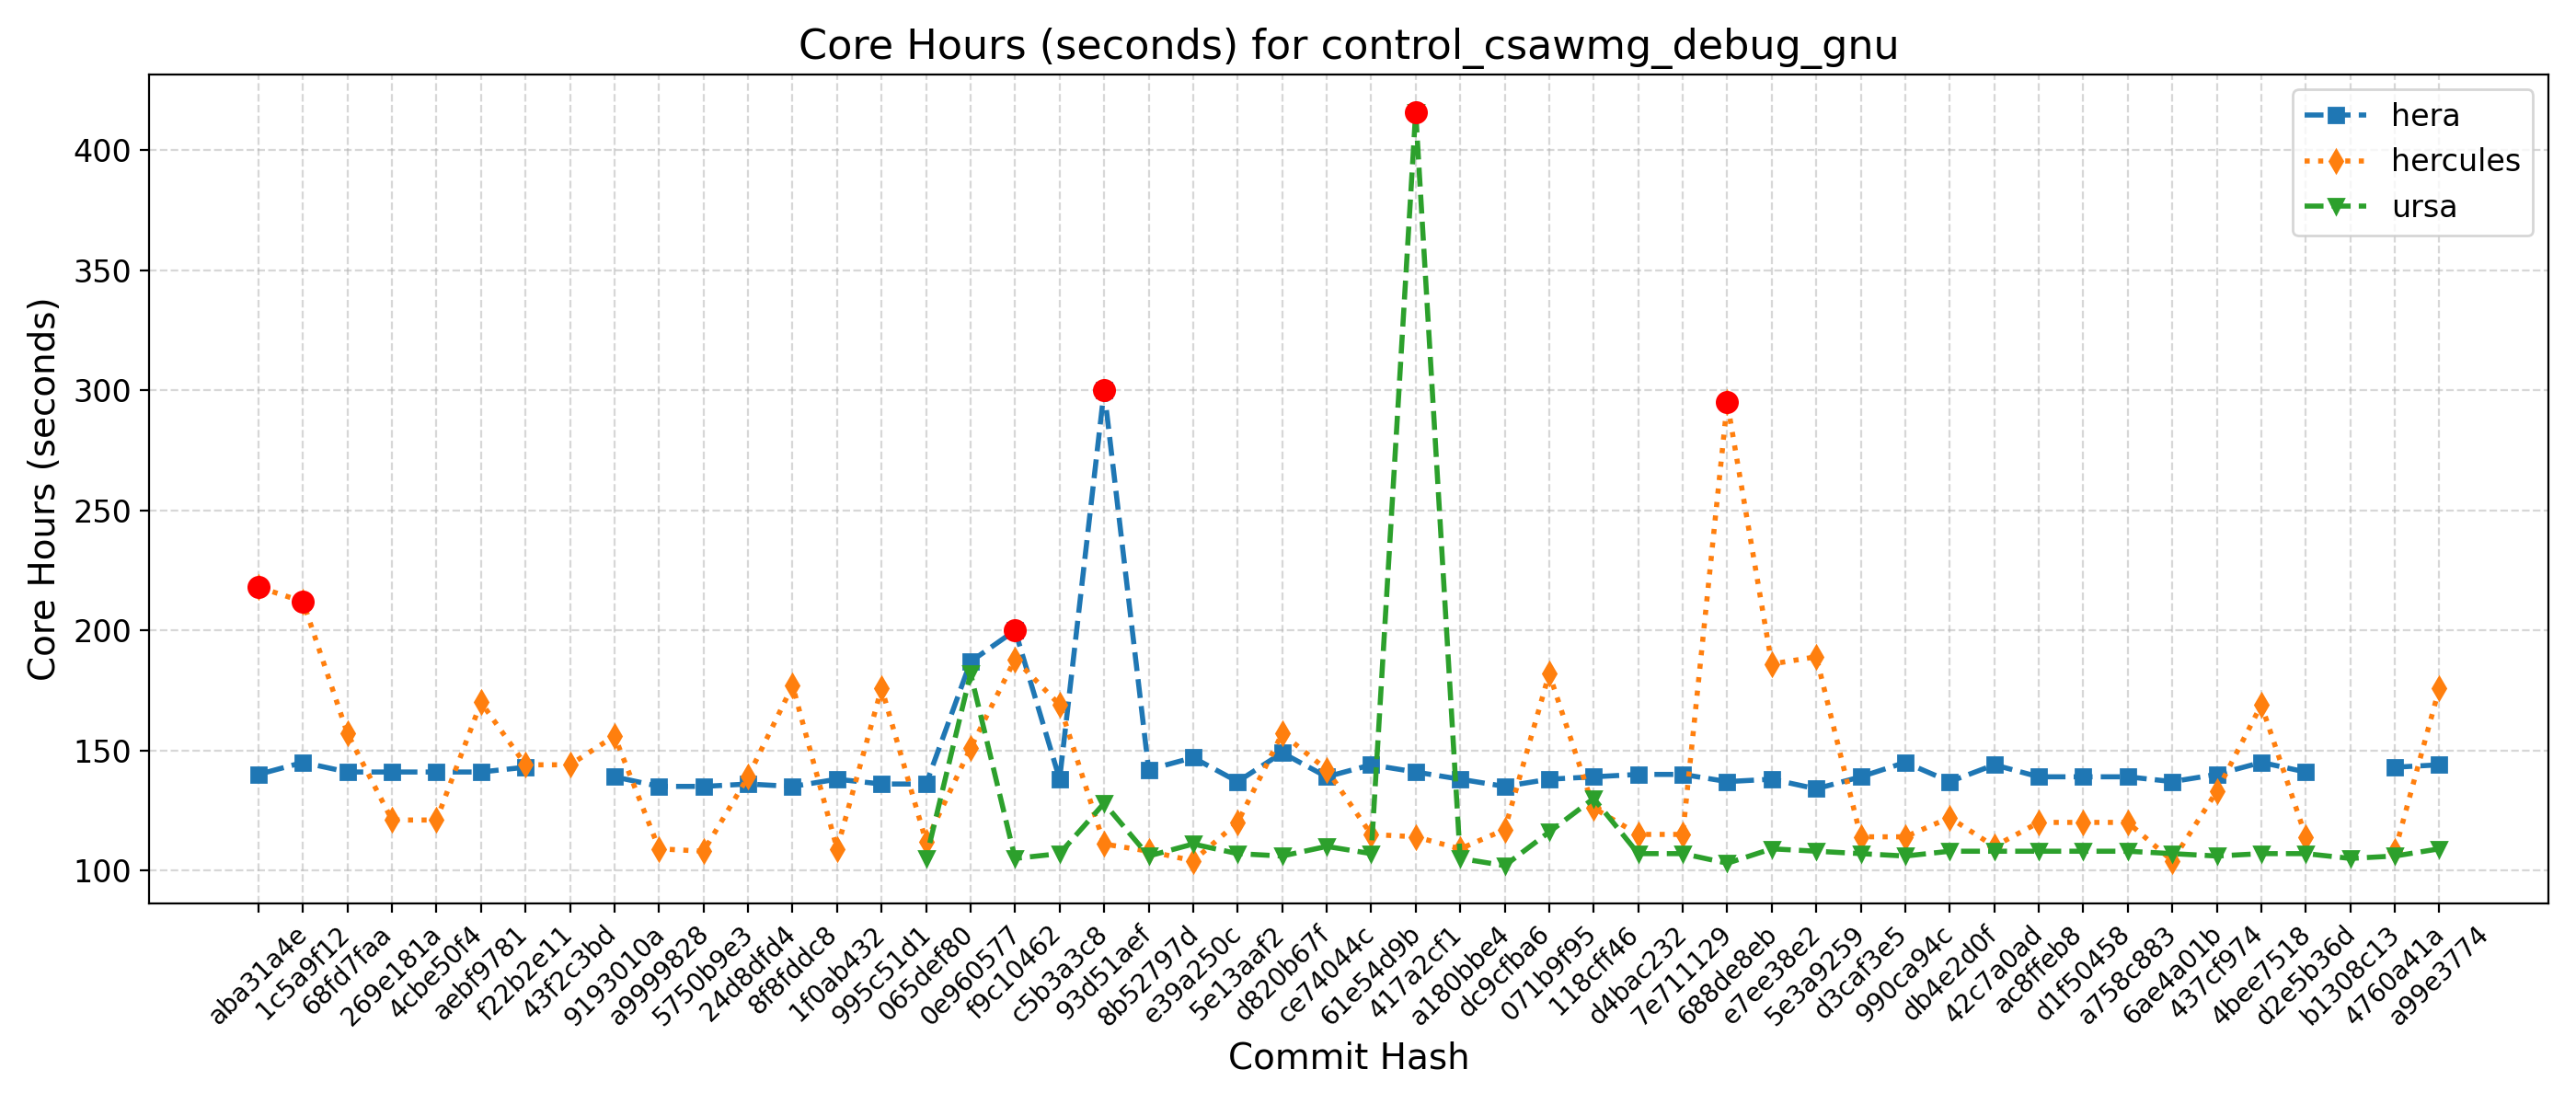 Core Hours (seconds) for control_csawmg_debug_gnu
hera
hercules
ursa
Core Hours (seconds)
400
350
300
250
200
150
100
aba31a4e
1c5a9f12
68fd7faa
269e181a
4cbe50f4
aebf9781
f22b2e11
43f2c3bd
9193010a
a9999828
5750b9e3
24d8dfd4
8f8fddc8
1f0ab432
995c51d1
065def80
0e960577
f9c10462
c5b3a3c8
93d51aef
8b52797d
e39a250c
5e13aaf2
d820b67f
ce74044c
61e54d9b
417a2cf1
a180bbe4
dc9cfba6
071b9f95
118cff46
d4bac232
7e711129
688de8eb
e7ee38e2
5e3a9259
d3caf3e5
990ca94c
db4e2d0f
42c7a0ad
ac8ffeb8
d1f50458
a758c883
6ae4a01b
437cf974
4bee7518
d2e5b36d
b1308c13
4760a41a
a99e3774
Commit Hash